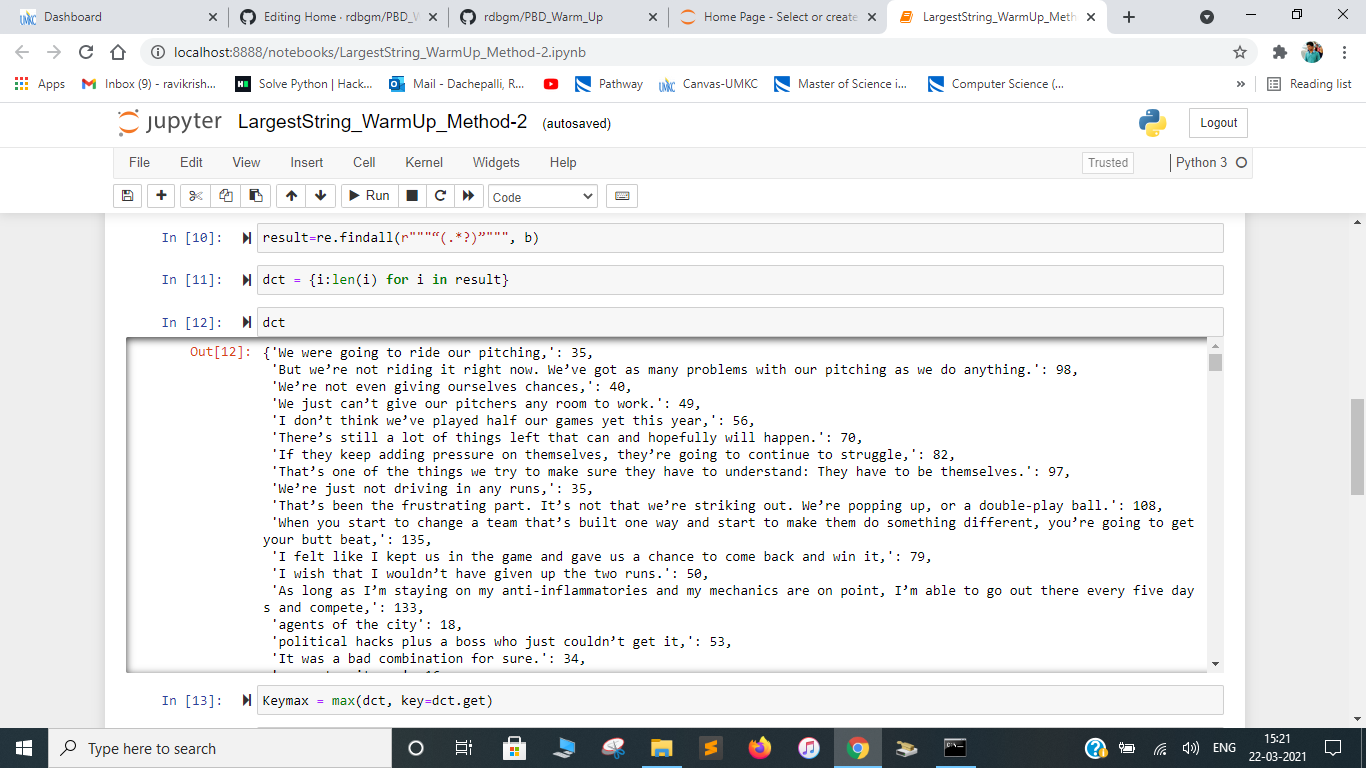 Dashboard
Editing Home · rdbgm/PBD_W
rdbgm/PBD_Warm_Up
Home Page - Select or create
LargestString_WarmUp_Meth
localhost:8888/notebooks/LargestString_WarmUp_Method-2.ipynb
Apps
Inbox (9) - ravikrish...
Solve Python | Hack...
Mail - Dachepalli, R...
Pathway
Canvas-UMKC
Master of Science i...
Computer Science (...
»
Reading list
jupyter LargestString_WarmUp_Method-2 (autosaved)
Logout
File Edit View Insert Cell Kernel Widgets Help
Trusted
Python 3
Run
Code
In [10]: result=re.findall(r"""“(.*?)”""", b)
In [11]: dct = {i:len(i) for i in result}
In [12]: dct
Out[12]: {'We were going to ride our pitching,': 35,
'But we’re not riding it right now. We’ve got as many problems with our pitching as we do anything.': 98,
'We’re not even giving ourselves chances,': 40,
'We just can’t give our pitchers any room to work.': 49,
'I don’t think we’ve played half our games yet this year,': 56,
'There’s still a lot of things left that can and hopefully will happen.': 70,
'If they keep adding pressure on themselves, they’re going to continue to struggle,': 82,
'That’s one of the things we try to make sure they have to understand: They have to be themselves.': 97,
'We’re just not driving in any runs,': 35,
'That’s been the frustrating part. It’s not that we’re striking out. We’re popping up, or a double-play ball.': 108,
'When you start to change a team that’s built one way and start to make them do something different, you’re going to get
your butt beat,': 135,
'I felt like I kept us in the game and gave us a chance to come back and win it,': 79,
'I wish that I wouldn’t have given up the two runs.': 50,
'As long as I’m staying on my anti-inflammatories and my mechanics are on point, I’m able to go out there every five day
s and compete,': 133,
'agents of the city': 18,
'political hacks plus a boss who just couldn’t get it,': 53,
'It was a bad combination for sure.': 34,
In [13]: Keymax = max(dct, key=dct.get)
Type here to search
ENG
15:21
22-03-2021